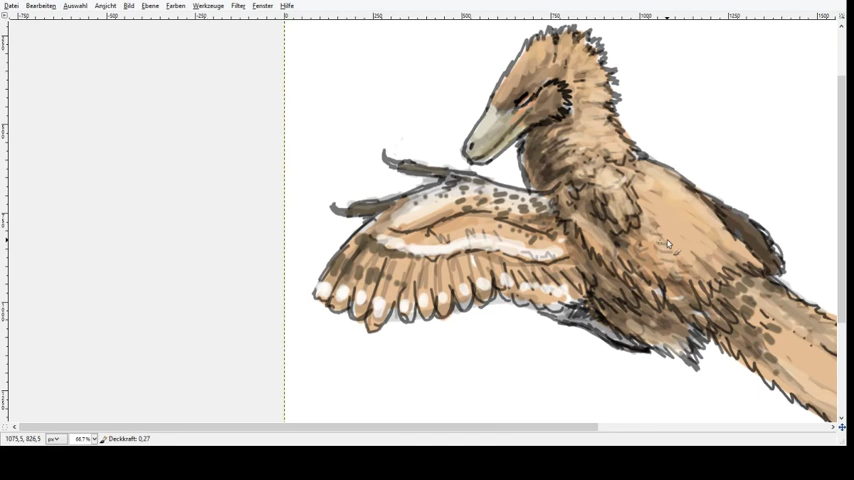 Datei Bearbeiten Auswahl Ansicht Bild Ebene Farben Werkzeuge Filter Fenster Hilfe
-750 -500 -250 0 250 500 750 1000 1250 1500
1075,5, 826,5 px 66,7 % Deckkraft: 0,27